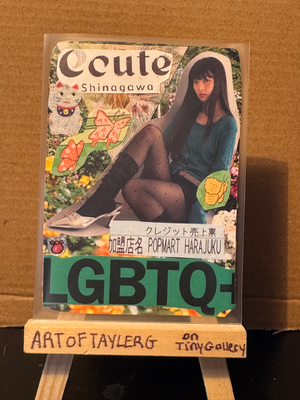 Ccute
Shinagawa
クレジット売上票
加盟店名 POPMART HARAJUKU
LGBTQ+
ARTOFTAYLERG
on
TinyGallery